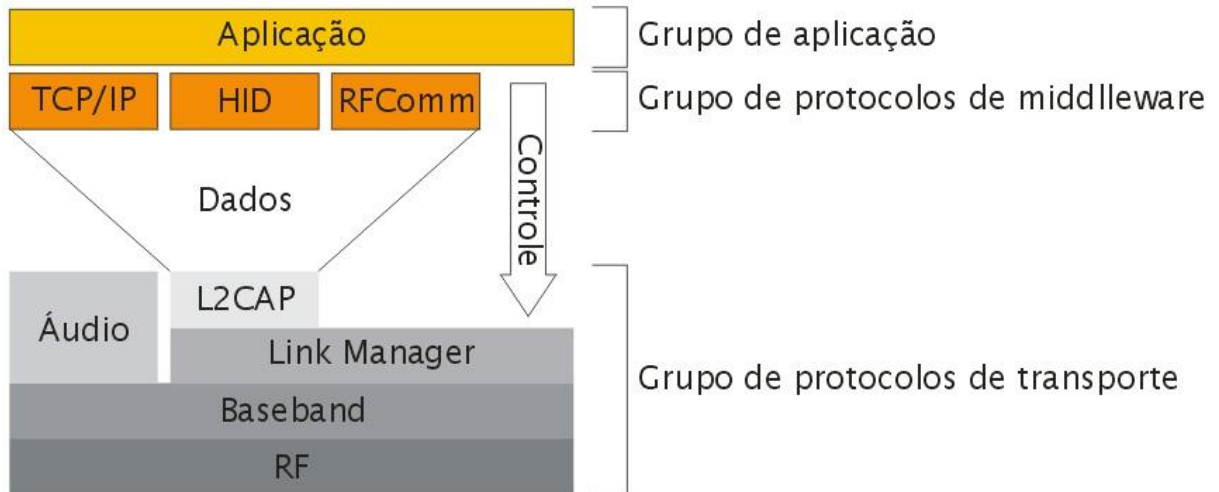 Aplicação
Grupo de aplicação
TCP/IP
HID
RFComm
Grupo de protocolos de middlleware
Controle
Dados
Áudio
L2CAP
Link Manager
Grupo de protocolos de transporte
Baseband
RF